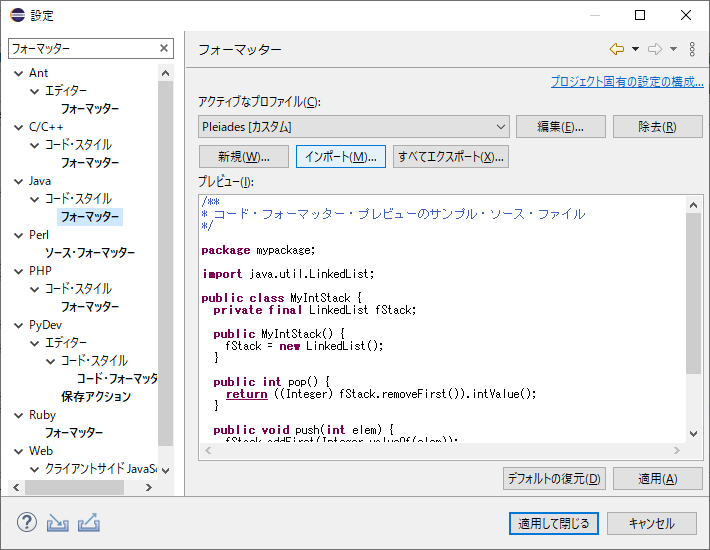 設定
フォーマッター
Ant
エディター
フォーマッター
C/C++
コード・スタイル
フォーマッター
Java
コード・スタイル
フォーマッター
Perl
ソース・フォーマッター
PHP
コード・スタイル
フォーマッター
PyDev
エディター
コード・スタイル
コード・フォーマッタ
保存アクション
Ruby
フォーマッター
Web
クライアントサイド JavaSc
フォーマッター
プロジェクト固有の設定の構成...
アクティブなプロファイル(C):
Pleiades [カスタム] 編集(E)... 除去(R)
新規(W)... インポート(M)... すべてエクスポート(X)...
プレビュー(I):
/**
* コード・フォーマッター・プレビューのサンプル・ソース・ファイル
*/
package mypackage;
import java.util.LinkedList;
public class MyIntStack {
private final LinkedList fStack;
public MyIntStack() {
fStack = new LinkedList();
}
public int pop() {
return ((Integer) fStack.removeFirst()).intValue();
}
public void push(int elem) {
fStack.addFirst(Integer.valueOf(elem));
デフォルトの復元(D) 適用(A)
適用して閉じる キャンセル